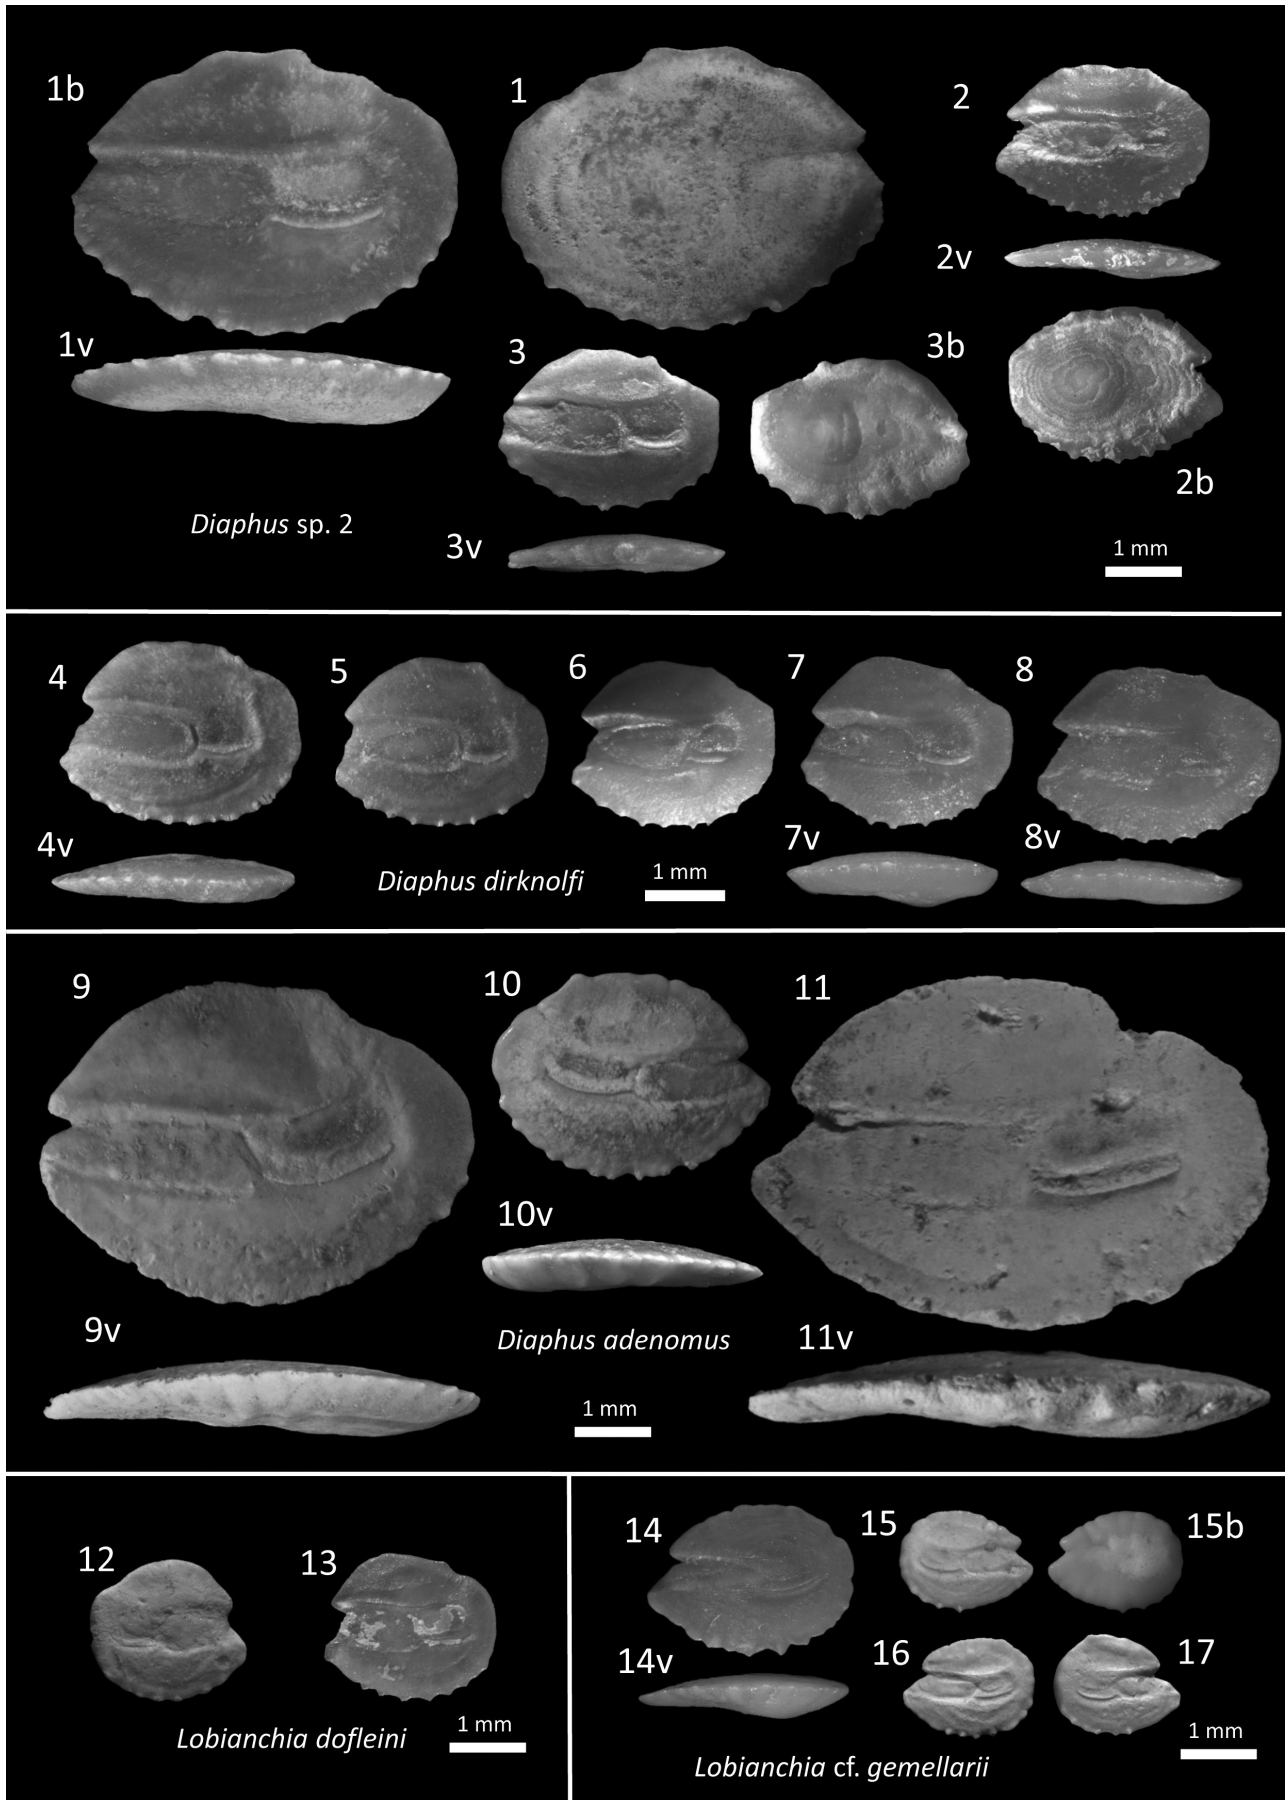 1b
1
2
2v
1v
3
3b
2b
Diaphus sp. 2
3v
1 mm
4
5
6
7
8
4v
7v
8v
Diaphus dirknolfi
1 mm
9
10
11
10v
9v
Diaphus adenomus
11v
1 mm
12
13
Lobianchia dofleini
1 mm
14
15
15b
14v
16
17
1 mm
Lobianchia cf. gemellarii